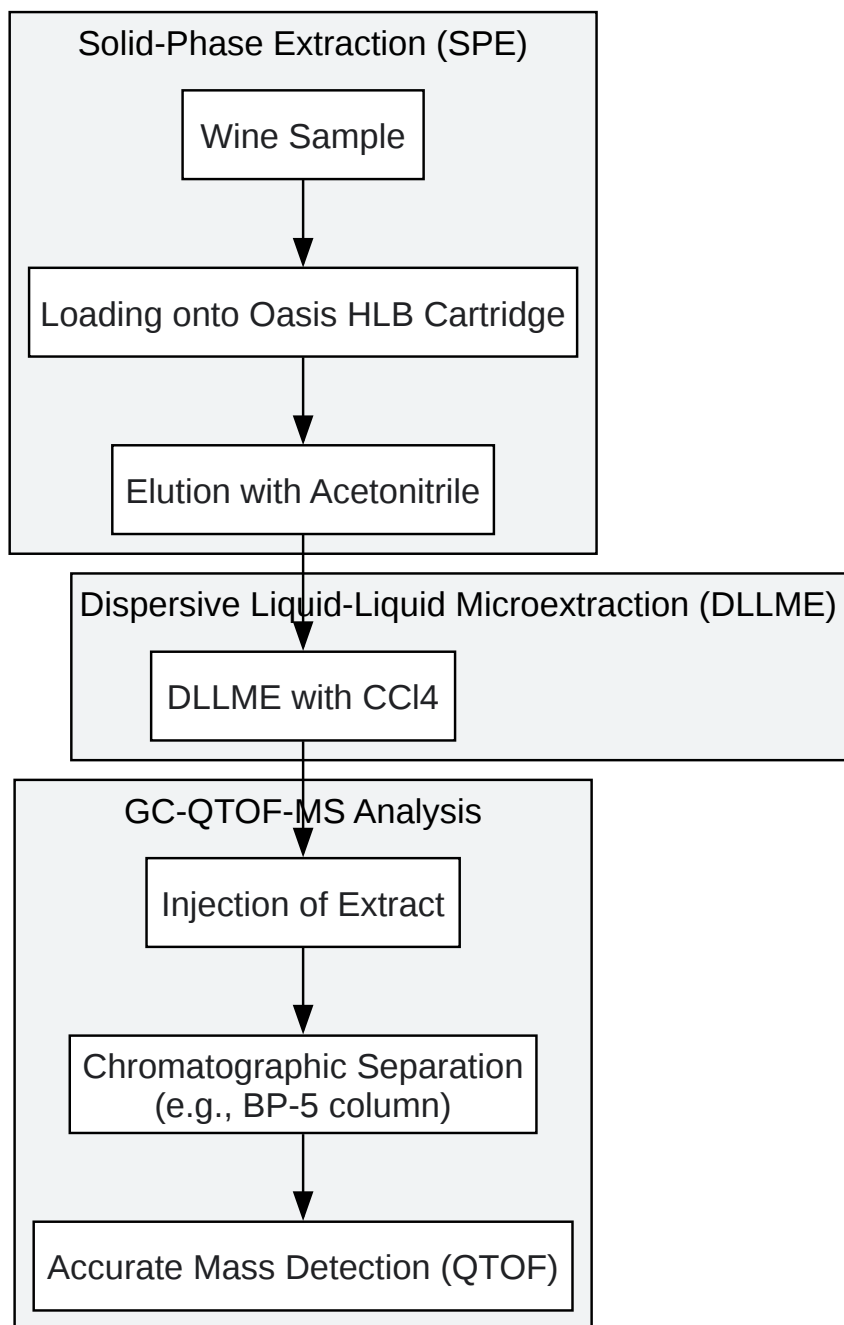 Solid-Phase Extraction (SPE)
Wine Sample
Loading onto Oasis HLB Cartridge
Elution with Acetonitrile
Dispersive Liquid-Liquid Microextraction (DLLME)
DLLME with CCl4
GC-QTOF-MS Analysis
Injection of Extract
Chromatographic Separation
(e.g., BP-5 column)
Accurate Mass Detection (QTOF)